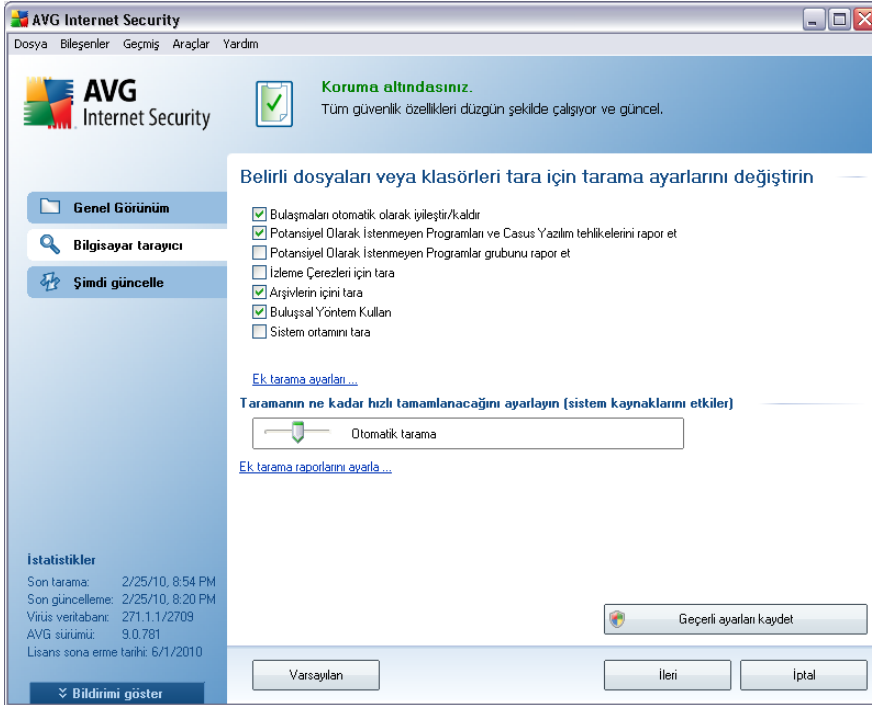 AVG Internet Security
Dosya Bileşenler Geçmiş Araçlar Yardım
AVG
Internet Security
Koruma altındasınız.
Tüm güvenlik özellikleri düzgün şekilde çalışıyor ve güncel.
Genel Görünüm
Bilgisayar tarayıcı
Şimdi güncelle
Belirli dosyaları veya klasörleri tara için tarama ayarlarını değiştirin
Bulaşmaları otomatik olarak iyileştir/kaldır
Potansiyel Olarak İstenmeyen Programları ve Casus Yazılım tehlikelerini rapor et
Potansiyel Olarak İstenmeyen Programlar grubunu rapor et
İzleme Çerezleri için tara
Arşivlerin içini tara
Buluşsal Yöntem Kullan
Sistem ortamını tara
Ek tarama ayarları ...
Taramanın ne kadar hızlı tamamlanacağını ayarlayın (sistem kaynaklarını etkiler)
Otomatik tarama
Ek tarama raporlarını ayarla ...
İstatistikler
Son tarama: 2/25/10, 8:54 PM
Son güncelleme: 2/25/10, 8:20 PM
Virüs veritabanı: 271.1.1/2709
AVG sürümü: 9.0.781
Lisans sona erme tarihi: 6/1/2010
Bildirimi göster
Geçerli ayarları kaydet
Varsayılan
İleri
İptal